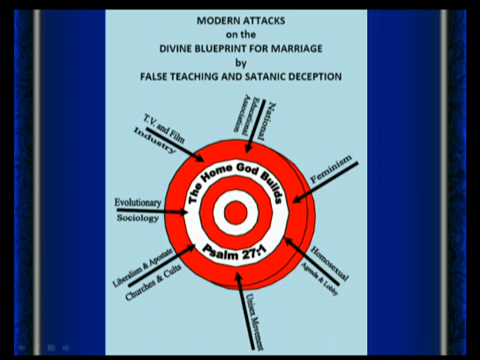 MODERN ATTACKS
on the
DIVINE BLUEPRINT FOR MARRIAGE
by
FALSE TEACHING AND SATANIC DECEPTION
National
Educational
Association
T.V. and Film
Industry
Feminism
The Home God Builds
Evolutionary
Sociology
Psalm 27:1
Homosexual
Agenda & Lobby
Liberalism & Apostate
Churches & Cults
Unisex Movement